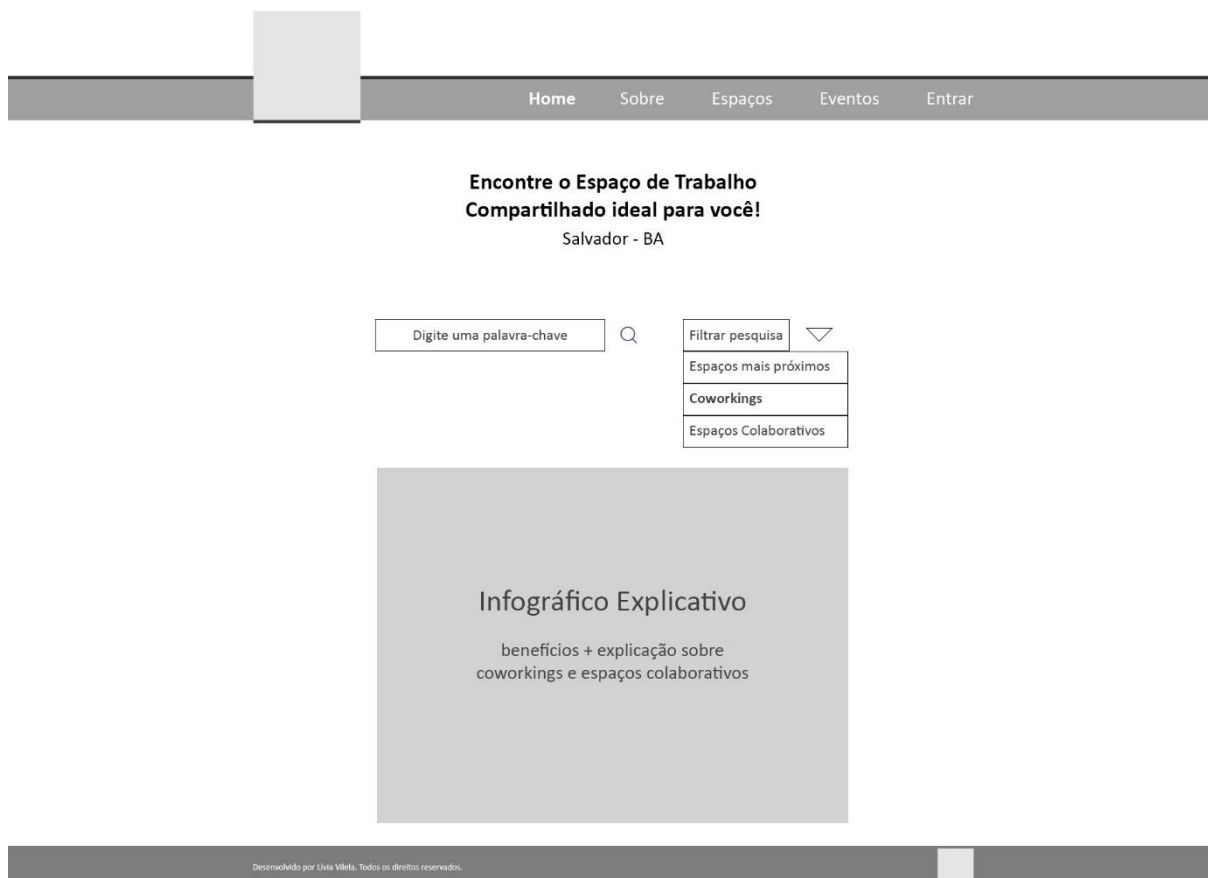 Home Sobre Espaços Eventos Entrar
Encontre o Espaço de Trabalho
Compartilhado ideal para você!
Salvador - BA
Digite uma palavra-chave
Filtrar pesquisa
Espaços mais próximos
Coworkings
Espaços Colaborativos
Infográfico Explicativo
benefícios + explicação sobre
coworkings e espaços colaborativos
Desenvolvido por Lívia Vilela. Todos os direitos reservados.